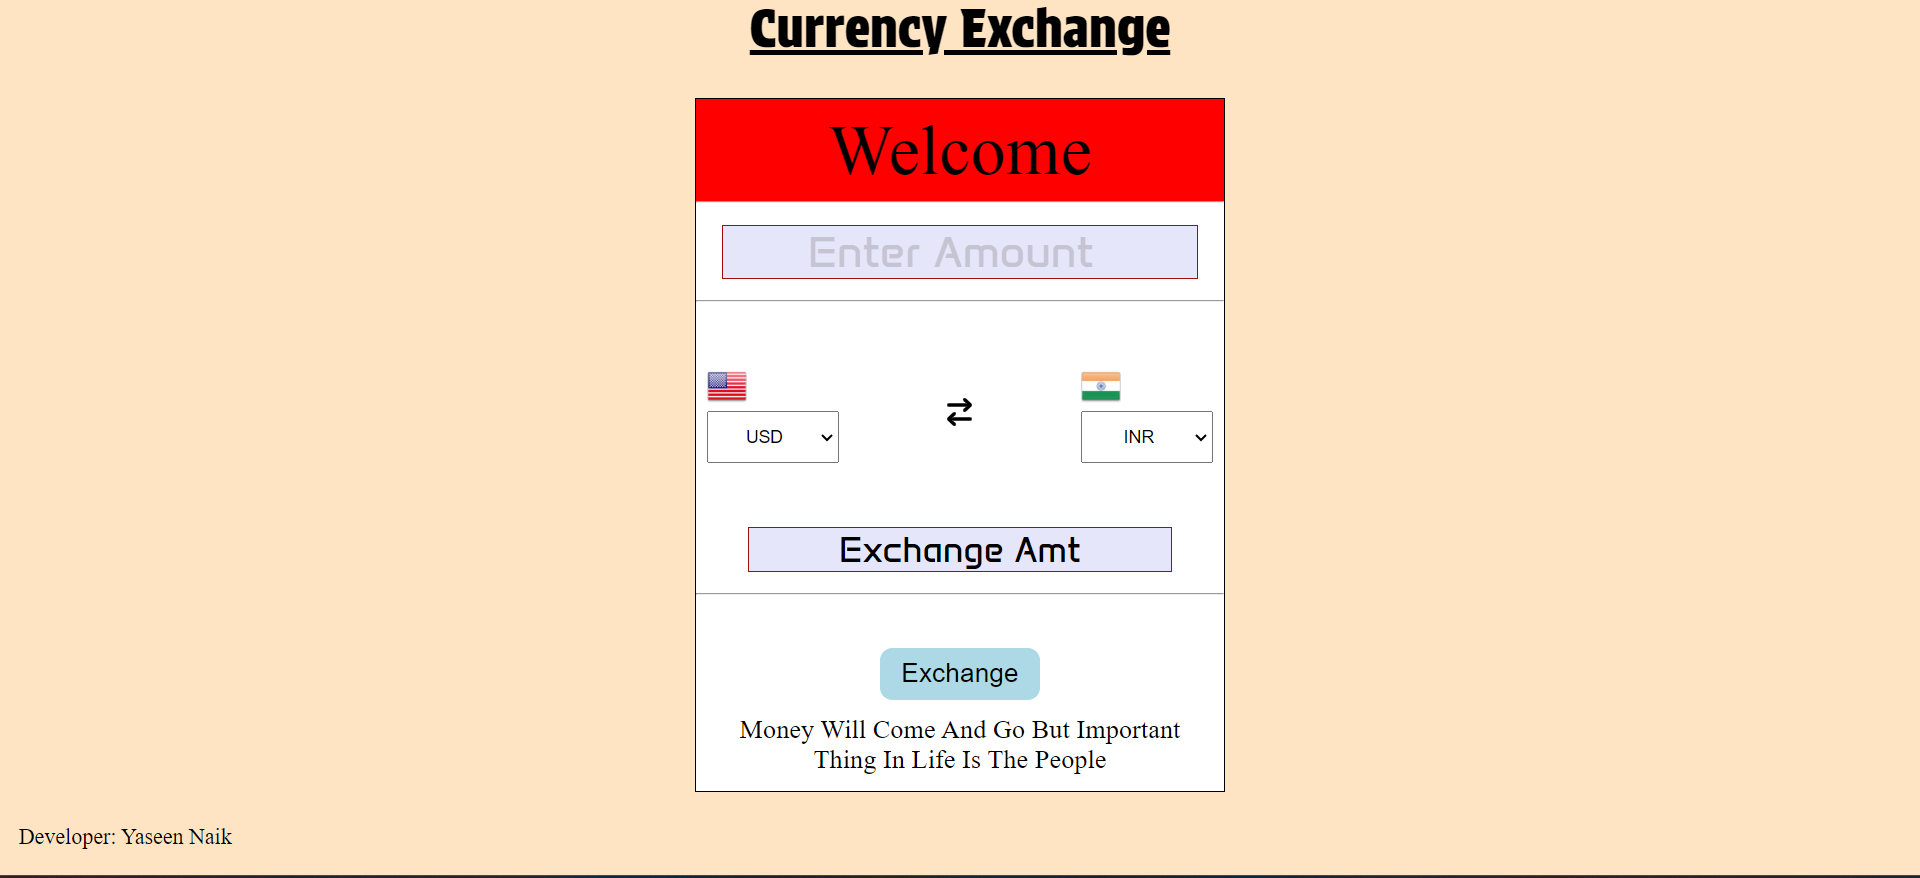 Currency Exchange
Welcome
Enter Amount
USD
INR
Exchange Amt
Exchange
Money Will Come And Go But Important
Thing In Life Is The People
Developer: Yaseen Naik